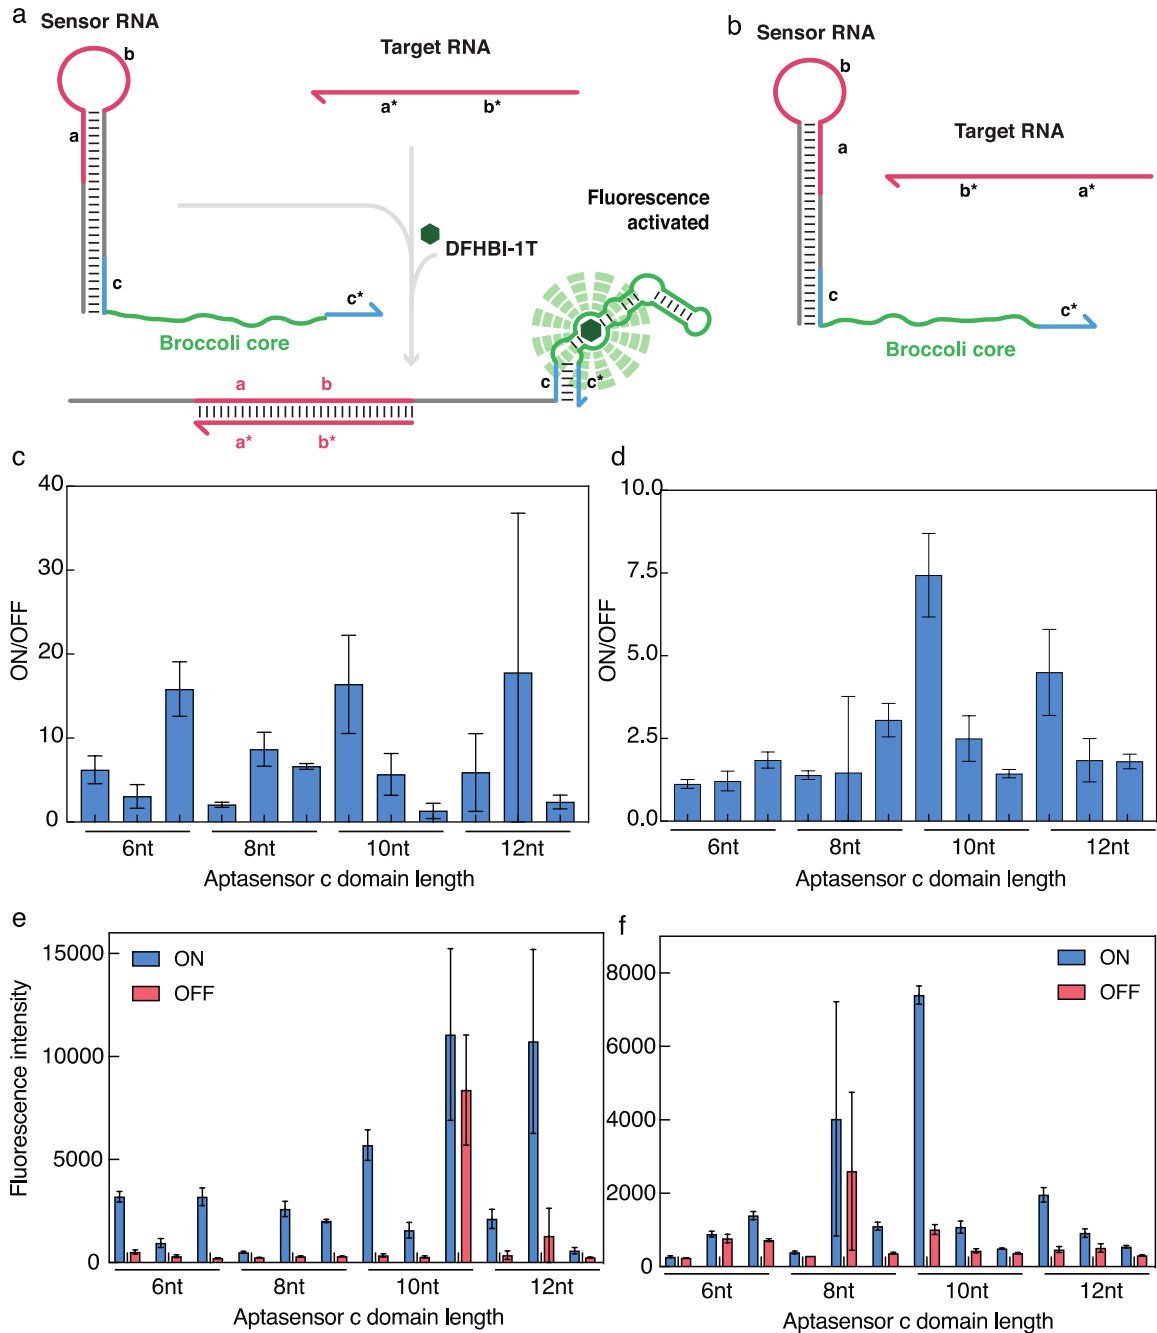 a
Sensor RNA
b
Target RNA
a*
b*
a
Fluorescence
activated
DFHBI-1T
c
c*
Broccoli core
a
b
c
c*
a*
b*
b
Sensor RNA
b
a
Target RNA
b*
a*
c
c*
Broccoli core
c
40
30
20
10
0
ON/OFF
6nt
8nt
10nt
12nt
Aptasensor c domain length
d
10.0
7.5
5.0
2.5
0.0
ON/OFF
6nt
8nt
10nt
12nt
Aptasensor c domain length
e
15000
10000
5000
0
Fluorescence intensity
ON
OFF
6nt
8nt
10nt
12nt
Aptasensor c domain length
f
8000
6000
4000
2000
0
ON
OFF
6nt
8nt
10nt
12nt
Aptasensor c domain length